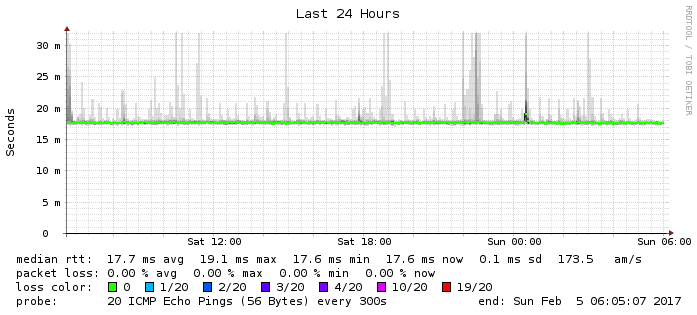 Last 24 Hours
RRDTOOL / TOBI OETIKER
Seconds
30 m
25 m
20 m
15 m
10 m
5 m
0
Sat 12:00 Sat 18:00 Sun 00:00 Sun 06:00
median rtt: 17.7 ms avg 19.1 ms max 17.6 ms min 17.6 ms now 0.1 ms sd 173.5 am/s
packet loss: 0.00 % avg 0.00 % max 0.00 % min 0.00 % now
loss color: 0 1/20 2/20 3/20 4/20 10/20 19/20
probe: 20 ICMP Echo Pings (56 Bytes) every 300s end: Sun Feb 5 06:05:07 2017